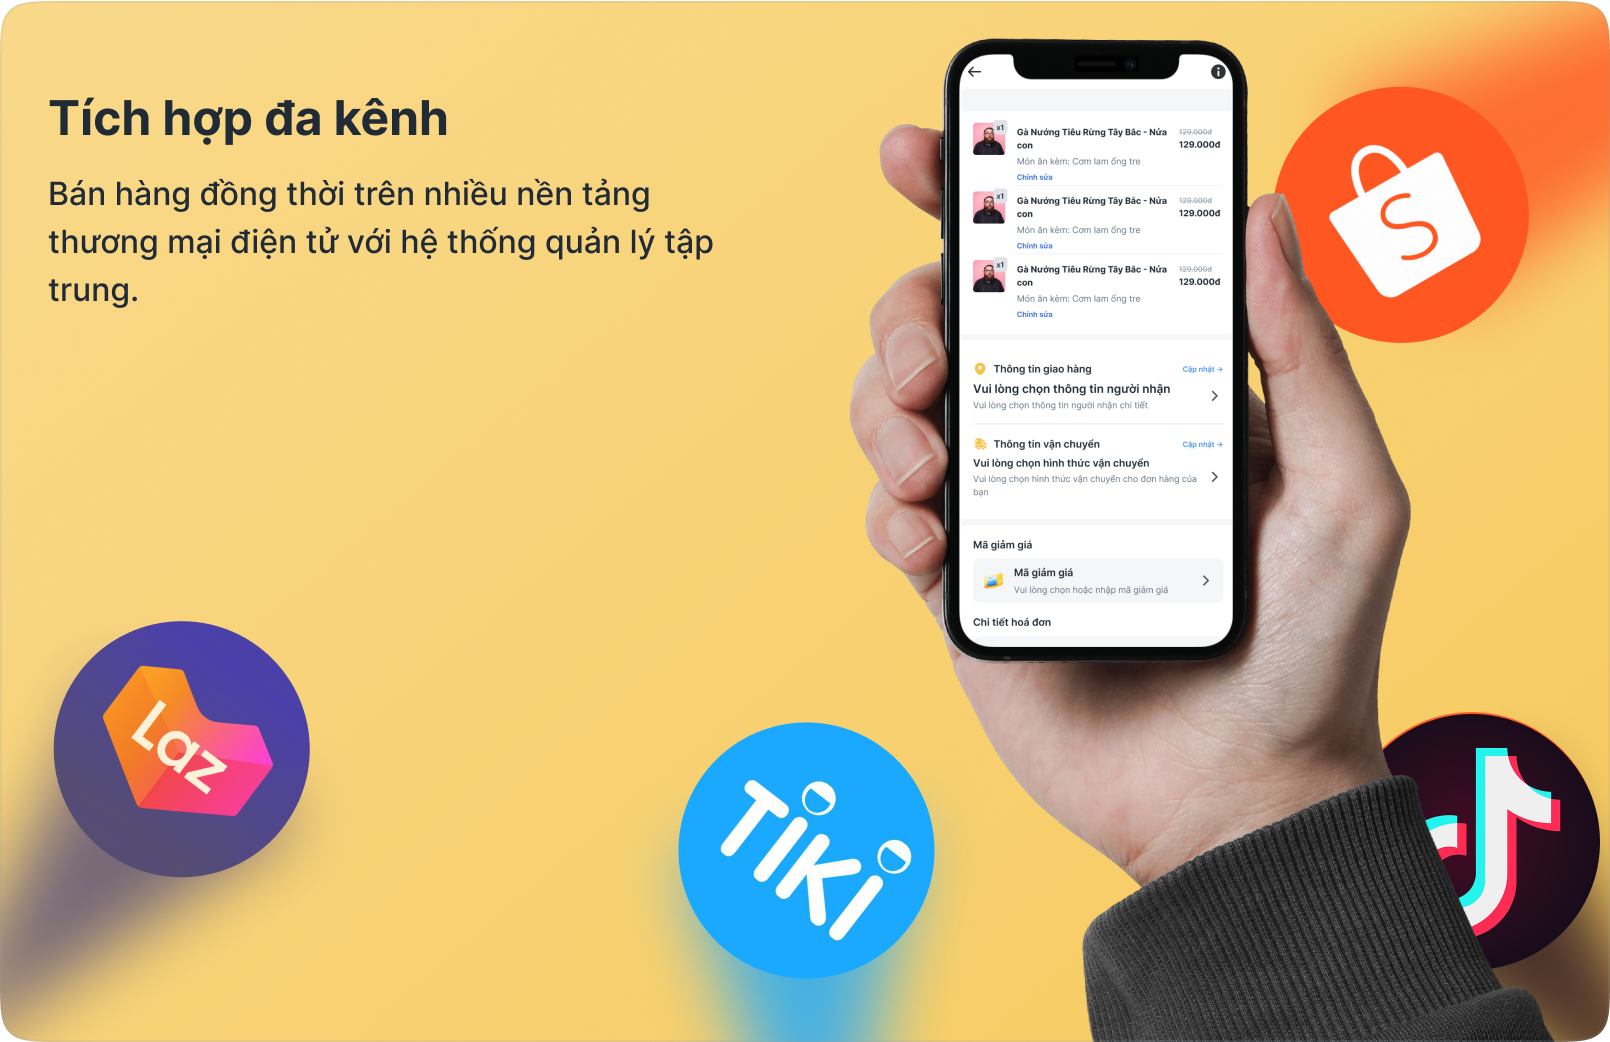 Tích hợp đa kênh
Bán hàng đồng thời trên nhiều nền tảng
thương mại điện tử với hệ thống quản lý tập
trung.
x1
Gà Nướng Tiêu Rừng Tây Bắc - Nửa
con
129.000đ
129.000đ
Món ăn kèm: Cơm lam ống tre
Chỉnh sửa
x1
Gà Nướng Tiêu Rừng Tây Bắc - Nửa
con
129.000đ
129.000đ
Món ăn kèm: Cơm lam ống tre
Chỉnh sửa
x1
Gà Nướng Tiêu Rừng Tây Bắc - Nửa
con
129.000đ
129.000đ
Món ăn kèm: Cơm lam ống tre
Chỉnh sửa
Thông tin giao hàng
Cập nhật →
Vui lòng chọn thông tin người nhận
Vui lòng chọn thông tin người nhận chi tiết
Thông tin vận chuyển
Cập nhật →
Vui lòng chọn hình thức vận chuyển
Vui lòng chọn hình thức vận chuyển cho đơn hàng của
bạn
Mã giảm giá
Mã giảm giá
Vui lòng chọn hoặc nhập mã giảm giá
Chi tiết hoá đơn
S
Laz
TIKI